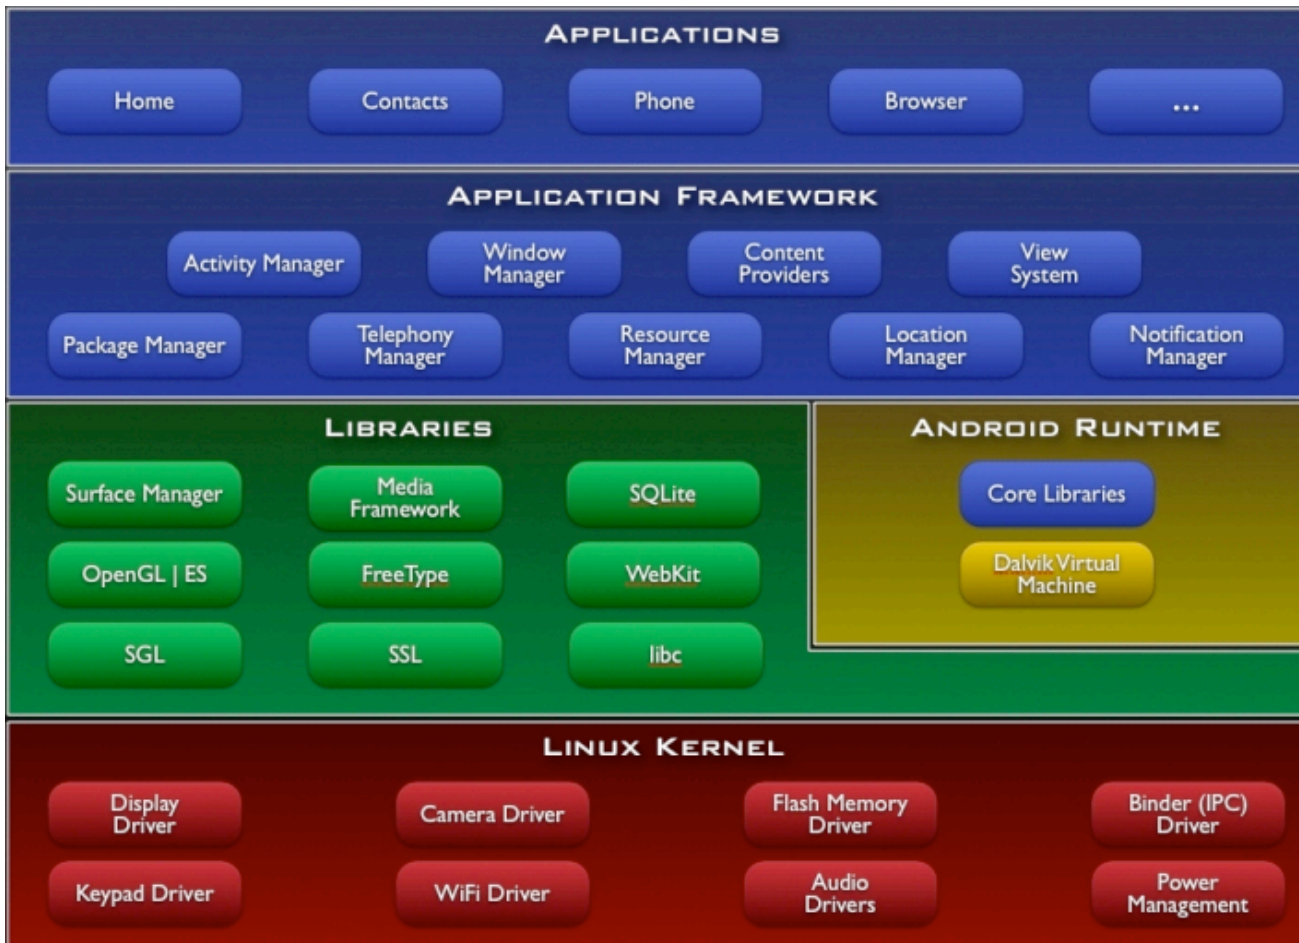 APPLICATIONS
Home
Contacts
Phone
Browser
...
APPLICATION FRAMEWORK
Activity Manager
Window
Manager
Content
Providers
View
System
Package Manager
Telephony
Manager
Resource
Manager
Location
Manager
Notification
Manager
LIBRARIES
Surface Manager
Media
Framework
SQLite
OpenGL | ES
FreeType
WebKit
SGL
SSL
libc
ANDROID RUNTIME
Core Libraries
Dalvik Virtual
Machine
LINUX KERNEL
Display
Driver
Camera Driver
Flash Memory
Driver
Binder (IPC)
Driver
Keypad Driver
WiFi Driver
Audio
Drivers
Power
Management